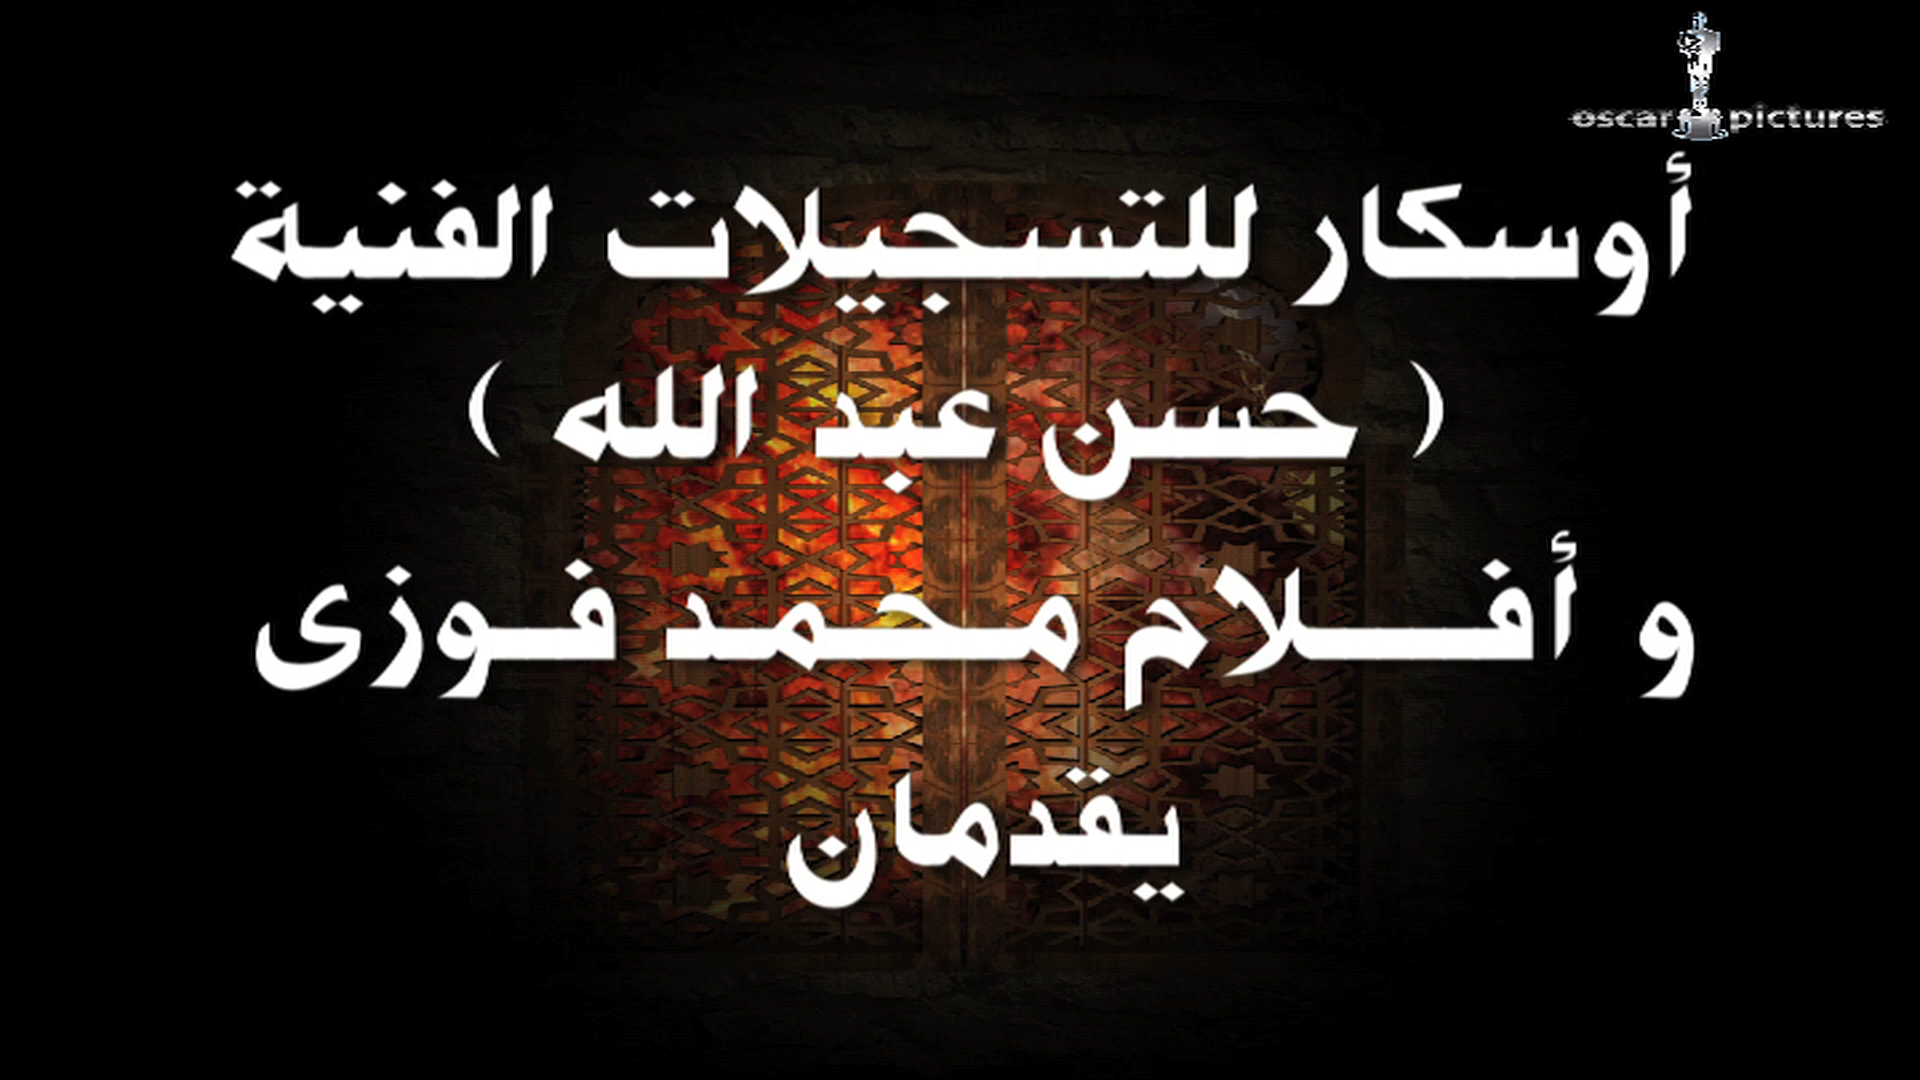 oscar pictures
أوسكار للتسجيلات الفنية
( حسن عبد الله )
و أفلام محمد فوزى
يقدمان